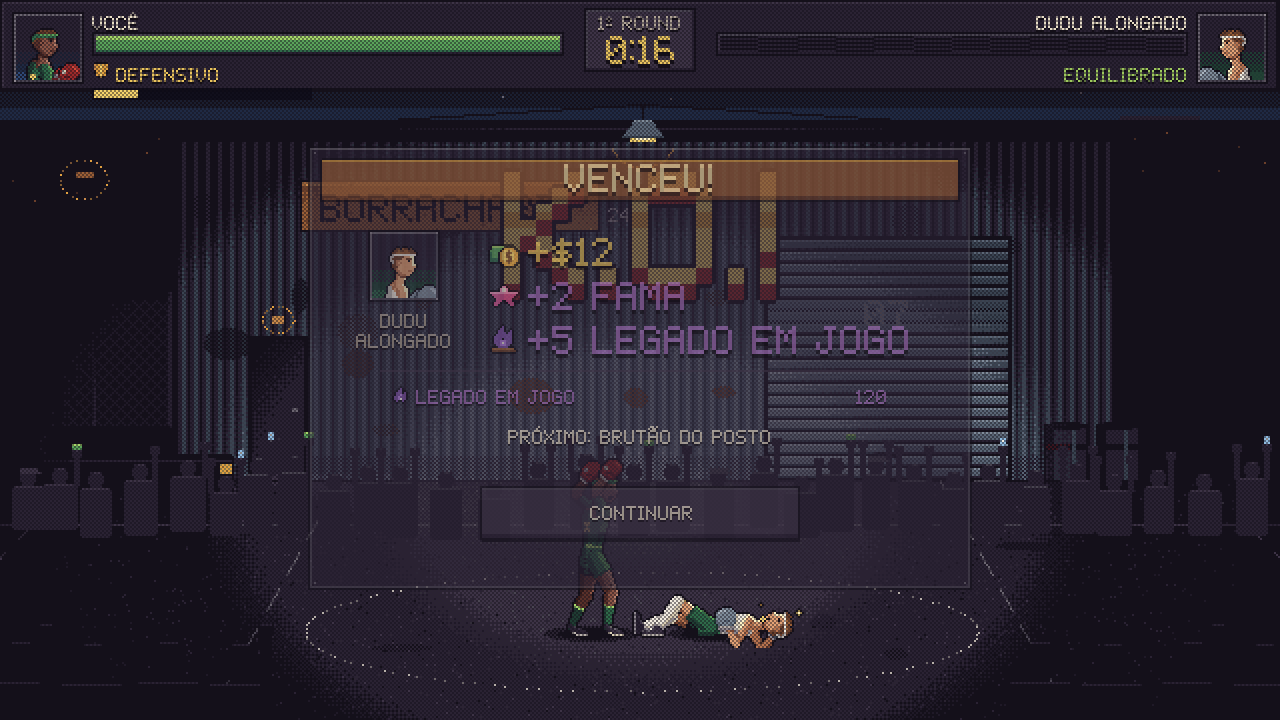 VOCÊ
1º ROUND
DUDU ALONGADO
0:16
DEFENSIVO
EQUILIBRADO
VENCEU!
BORRACHA
K.O.!
24
+$12
+2 FAMA
DUDU
ALONGADO
+5 LEGADO EM JOGO
LEGADO EM JOGO
120
PRÓXIMO: BRUTÃO DO POSTO
CONTINUAR